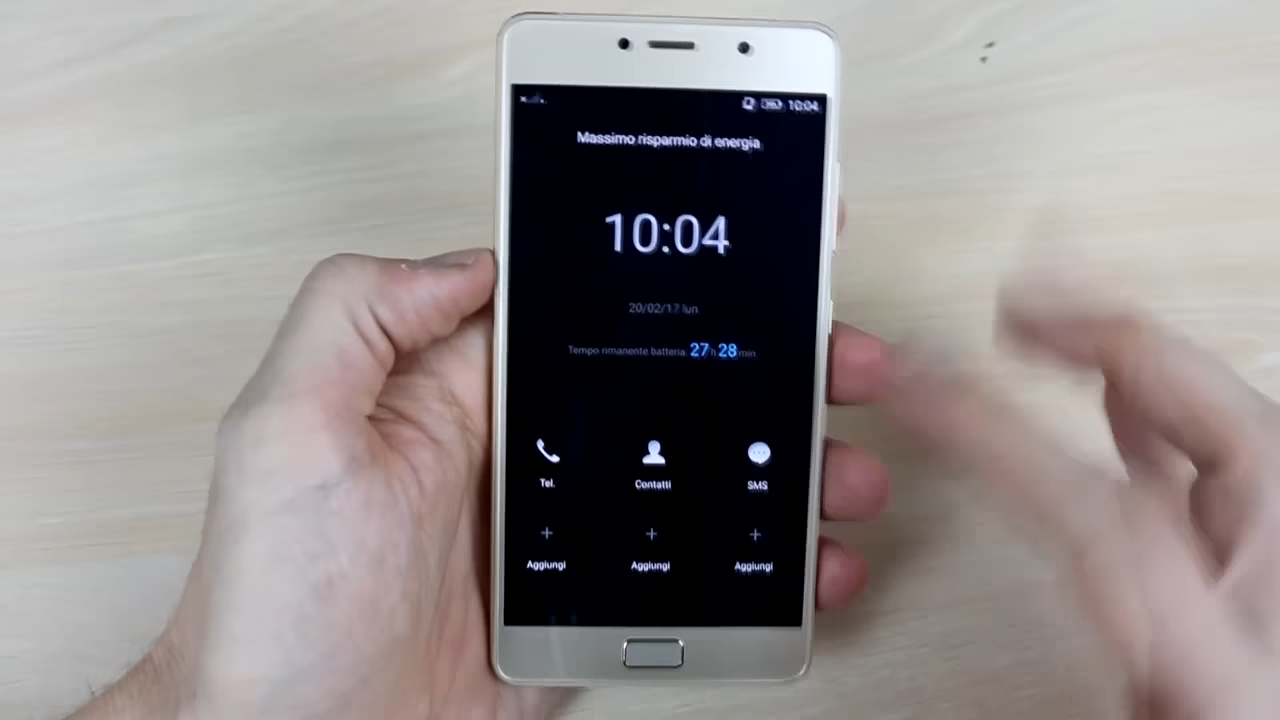 10:04
Massimo risparmio di energia
10:04
20/02/17 lun
Tempo rimanente batteria: 27 h 28 min
Tel. Contatti SMS
Aggiungi Aggiungi Aggiungi